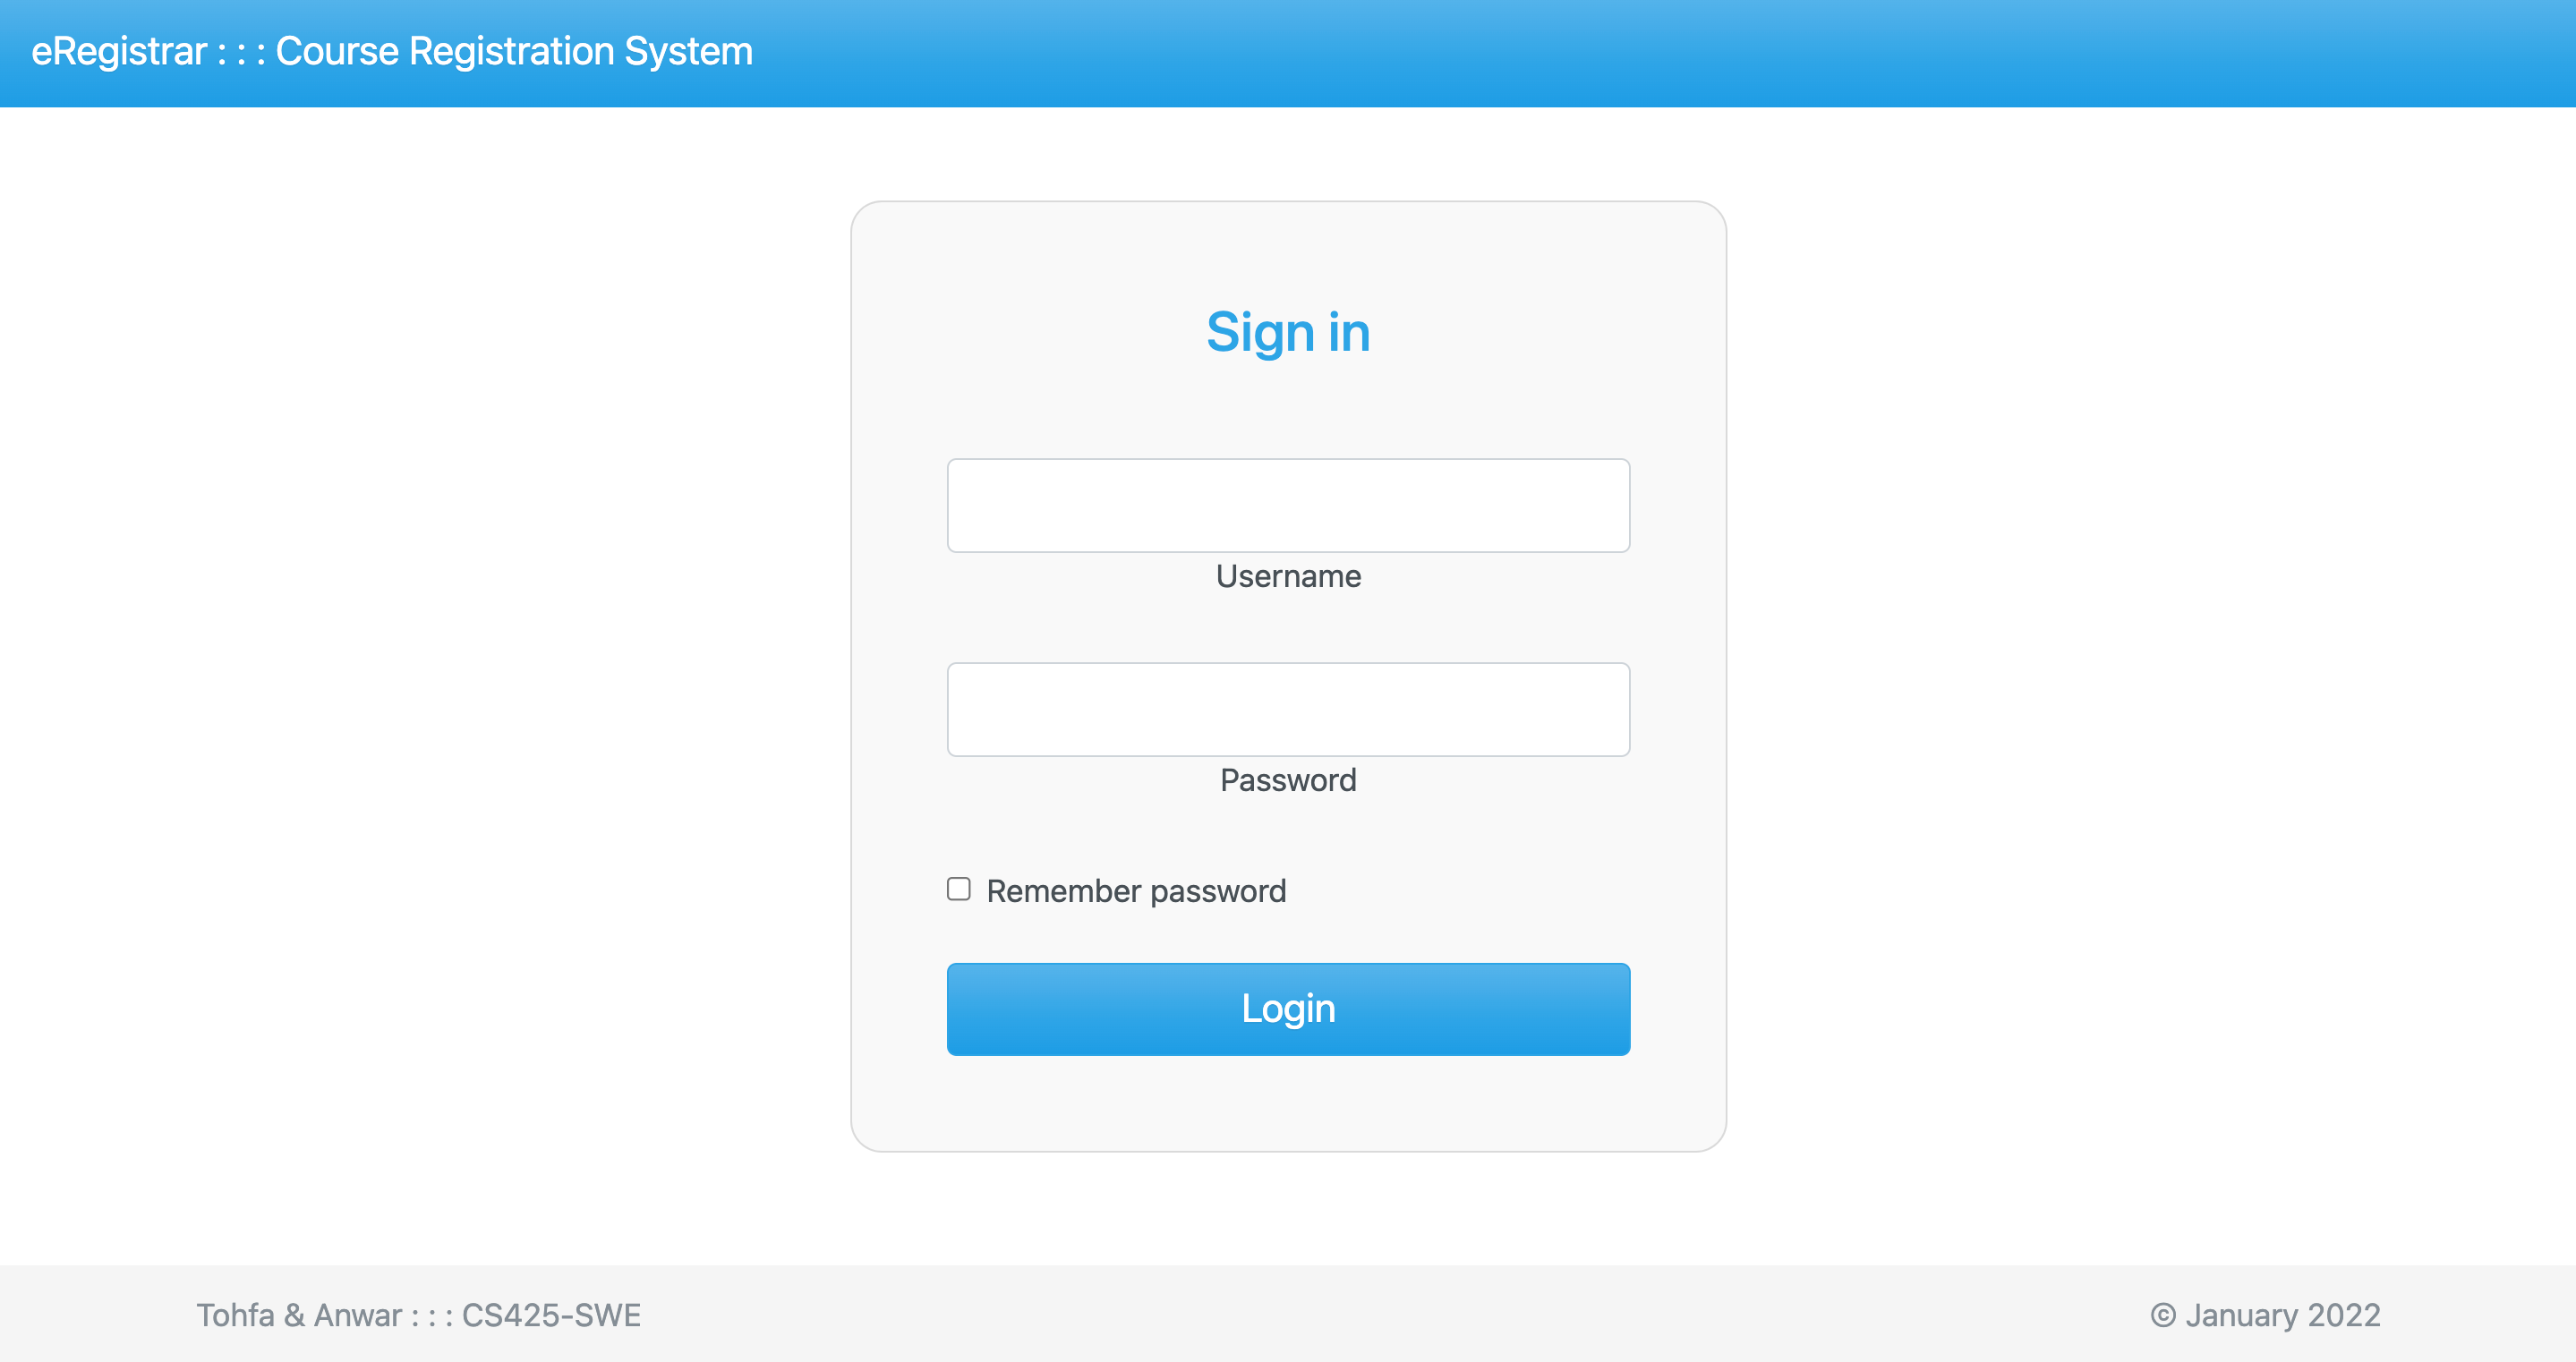 eRegistrar : : : Course Registration System
Sign in
Username
Password
Remember password
Login
Tohfa & Anwar : : : CS425-SWE
© January 2022